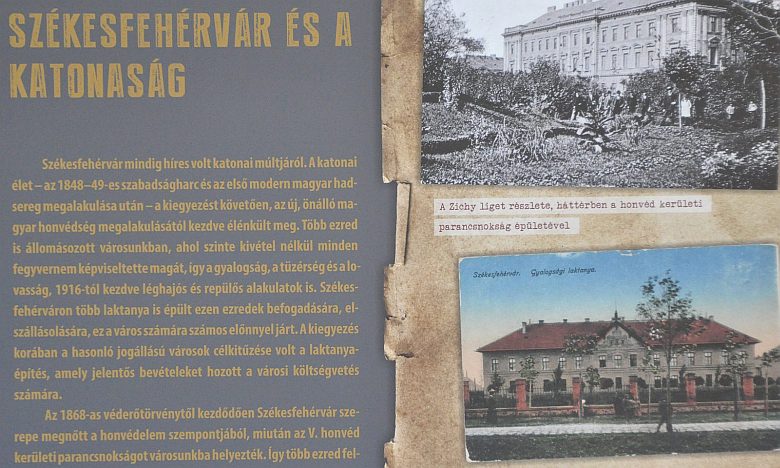 SZÉKESFEHÉRVÁR ÉS A
KATONASÁG
Székesfehérvár mindig híres volt katonai múltjáról. A katonai
élet – az 1848–49-es szabadságharc és az első modern magyar had-
sereg megalakulása után – a kiegyezést követően, az új, önálló ma-
gyar honvédség megalakulásától kezdve élénkült meg. Több ezred
is állomásozott városunkban, ahol szinte kivétel nélkül minden
fegyvernem képviseltette magát, így a gyalogság, a tüzérség és a lo-
vasság, 1916-tól kezdve léghajós és repülős alakulatok is. Székes-
fehérváron több laktanya is épült ezen ezredek befogadására, el-
szállásolására, ez a város számára számos előnnyel járt. A kiegyezés
korában a hasonló jogállású városok célkitűzése volt a laktanya-
építés, amely jelentős bevételeket hozott a városi költségvetés
számára.
Az 1868-as véderőtörvénytől kezdődően Székesfehérvár sze-
repe megnőtt a honvédelem szempontjából, miután az V. honvéd
kerületi parancsnokságot városunkba helyezték. Így több ezred fel-
A Zichy liget részlete, háttérben a honvéd kerületi
parancsnokság épületével
Székesfehérvár. Gyalogsági laktanya.